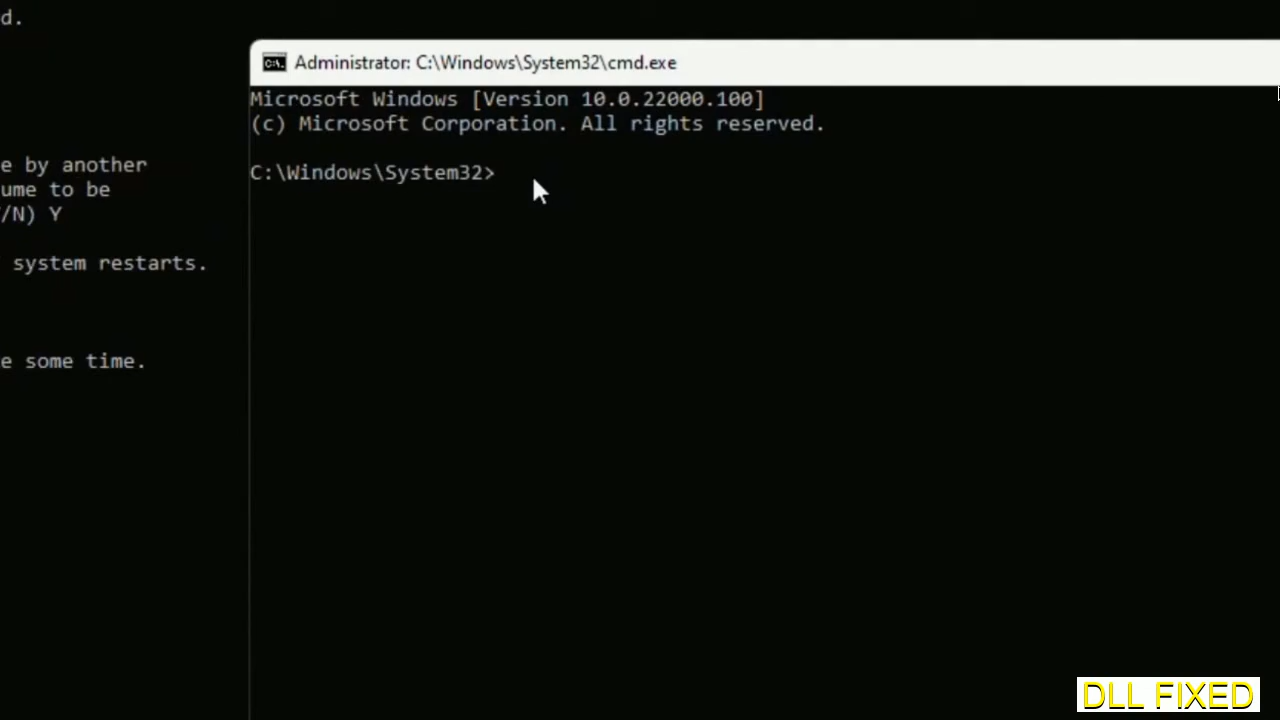 d.
e by another
ume to be
/N) Y
system restarts.
e some time.
Administrator: C:\Windows\System32\cmd.exe
Microsoft Windows [Version 10.0.22000.100]
(c) Microsoft Corporation. All rights reserved.
C:\Windows\System32>
DLL FIXED